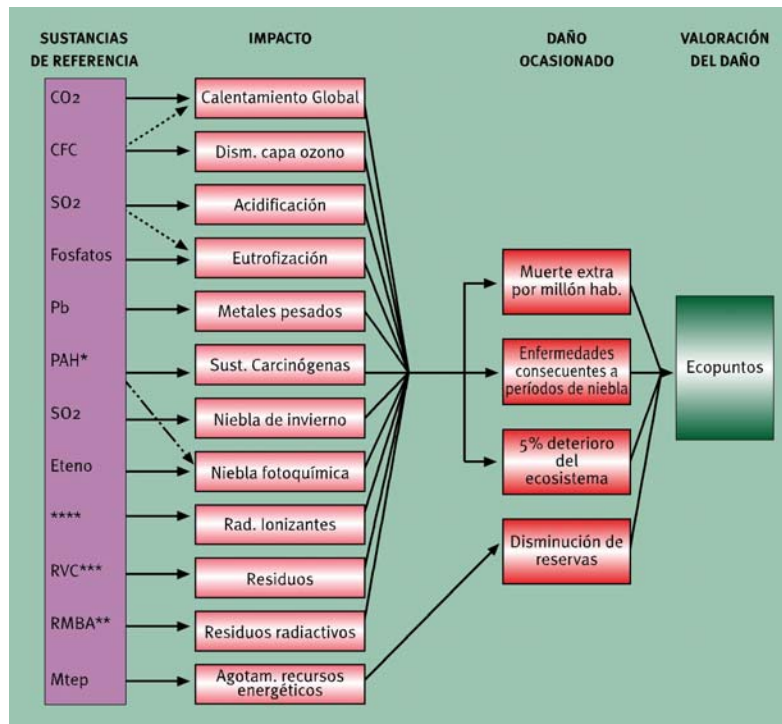 SUSTANCIAS
DE REFERENCIA
IMPACTO
DAÑO
OCASIONADO
VALORACIÓN
DEL DAÑO
CO2
CFC
SO2
Fosfatos
Pb
PAH*
SO2
Eteno
****
RVC***
RMBA**
Mtep
Calentamiento Global
Dism. capa ozono
Acidificación
Eutrofización
Metales pesados
Sust. Carcinógenas
Niebla de invierno
Niebla fotoquímica
Rad. Ionizantes
Residuos
Residuos radiactivos
Agotam. recursos
energéticos
Muerte extra
por millón hab.
Enfermedades
consecuentes a
períodos de niebla
5% deterioro
del
ecosistema
Disminución de
reservas
Ecopuntos